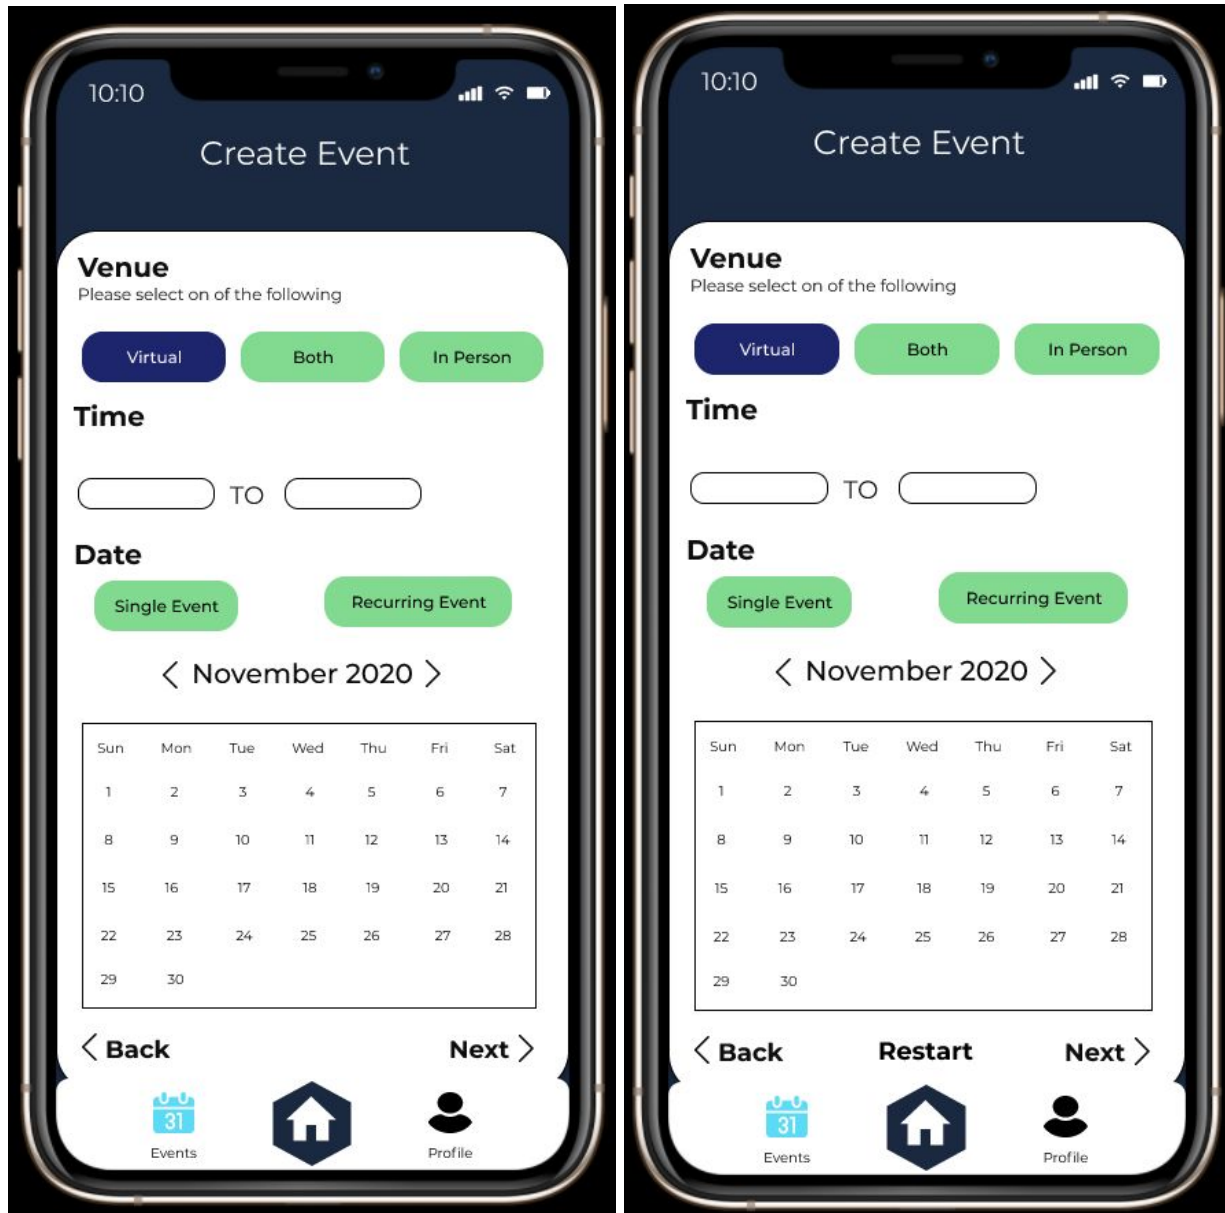 10:10
Create Event
Venue
Please select on of the following
Virtual Both In Person
Time
TO
Date
Single Event Recurring Event
November 2020
Sun Mon Tue Wed Thu Fri Sat
1 2 3 4 5 6 7
8 9 10 11 12 13 14
15 16 17 18 19 20 21
22 23 24 25 26 27 28
29 30
Back Next
31
Events Profile
10:10
Create Event
Venue
Please select on of the following
Virtual Both In Person
Time
TO
Date
Single Event Recurring Event
November 2020
Sun Mon Tue Wed Thu Fri Sat
1 2 3 4 5 6 7
8 9 10 11 12 13 14
15 16 17 18 19 20 21
22 23 24 25 26 27 28
29 30
Back Restart Next
31
Events Profile